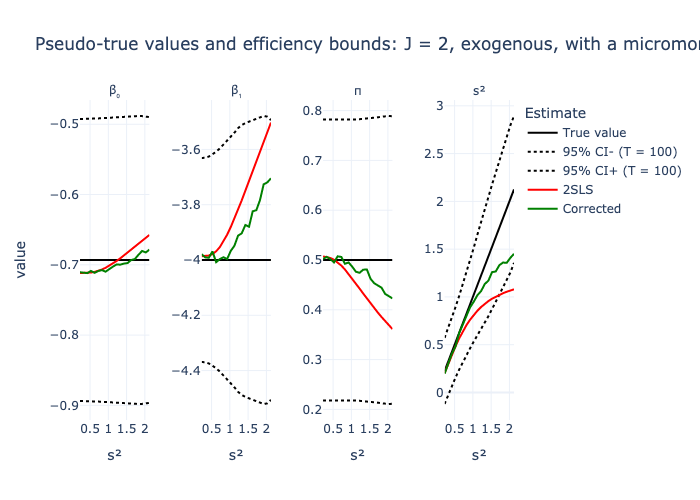 Pseudo-true values and efficiency bounds: J = 2, exogenous, with a micromo
β₀
β₁
π
s²
value
−0.5
−0.6
−0.7
−0.8
−0.9
−3.6
−3.8
−4
−4.2
−4.4
0.8
0.7
0.6
0.5
0.4
0.3
0.2
3
2.5
2
1.5
1
0.5
0
0.5 1 1.5 2
0.5 1 1.5 2
0.5 1 1.5 2
0.5 1 1.5 2
s²
s²
s²
s²
Estimate
True value
95% CI- (T = 100)
95% CI+ (T = 100)
2SLS
Corrected